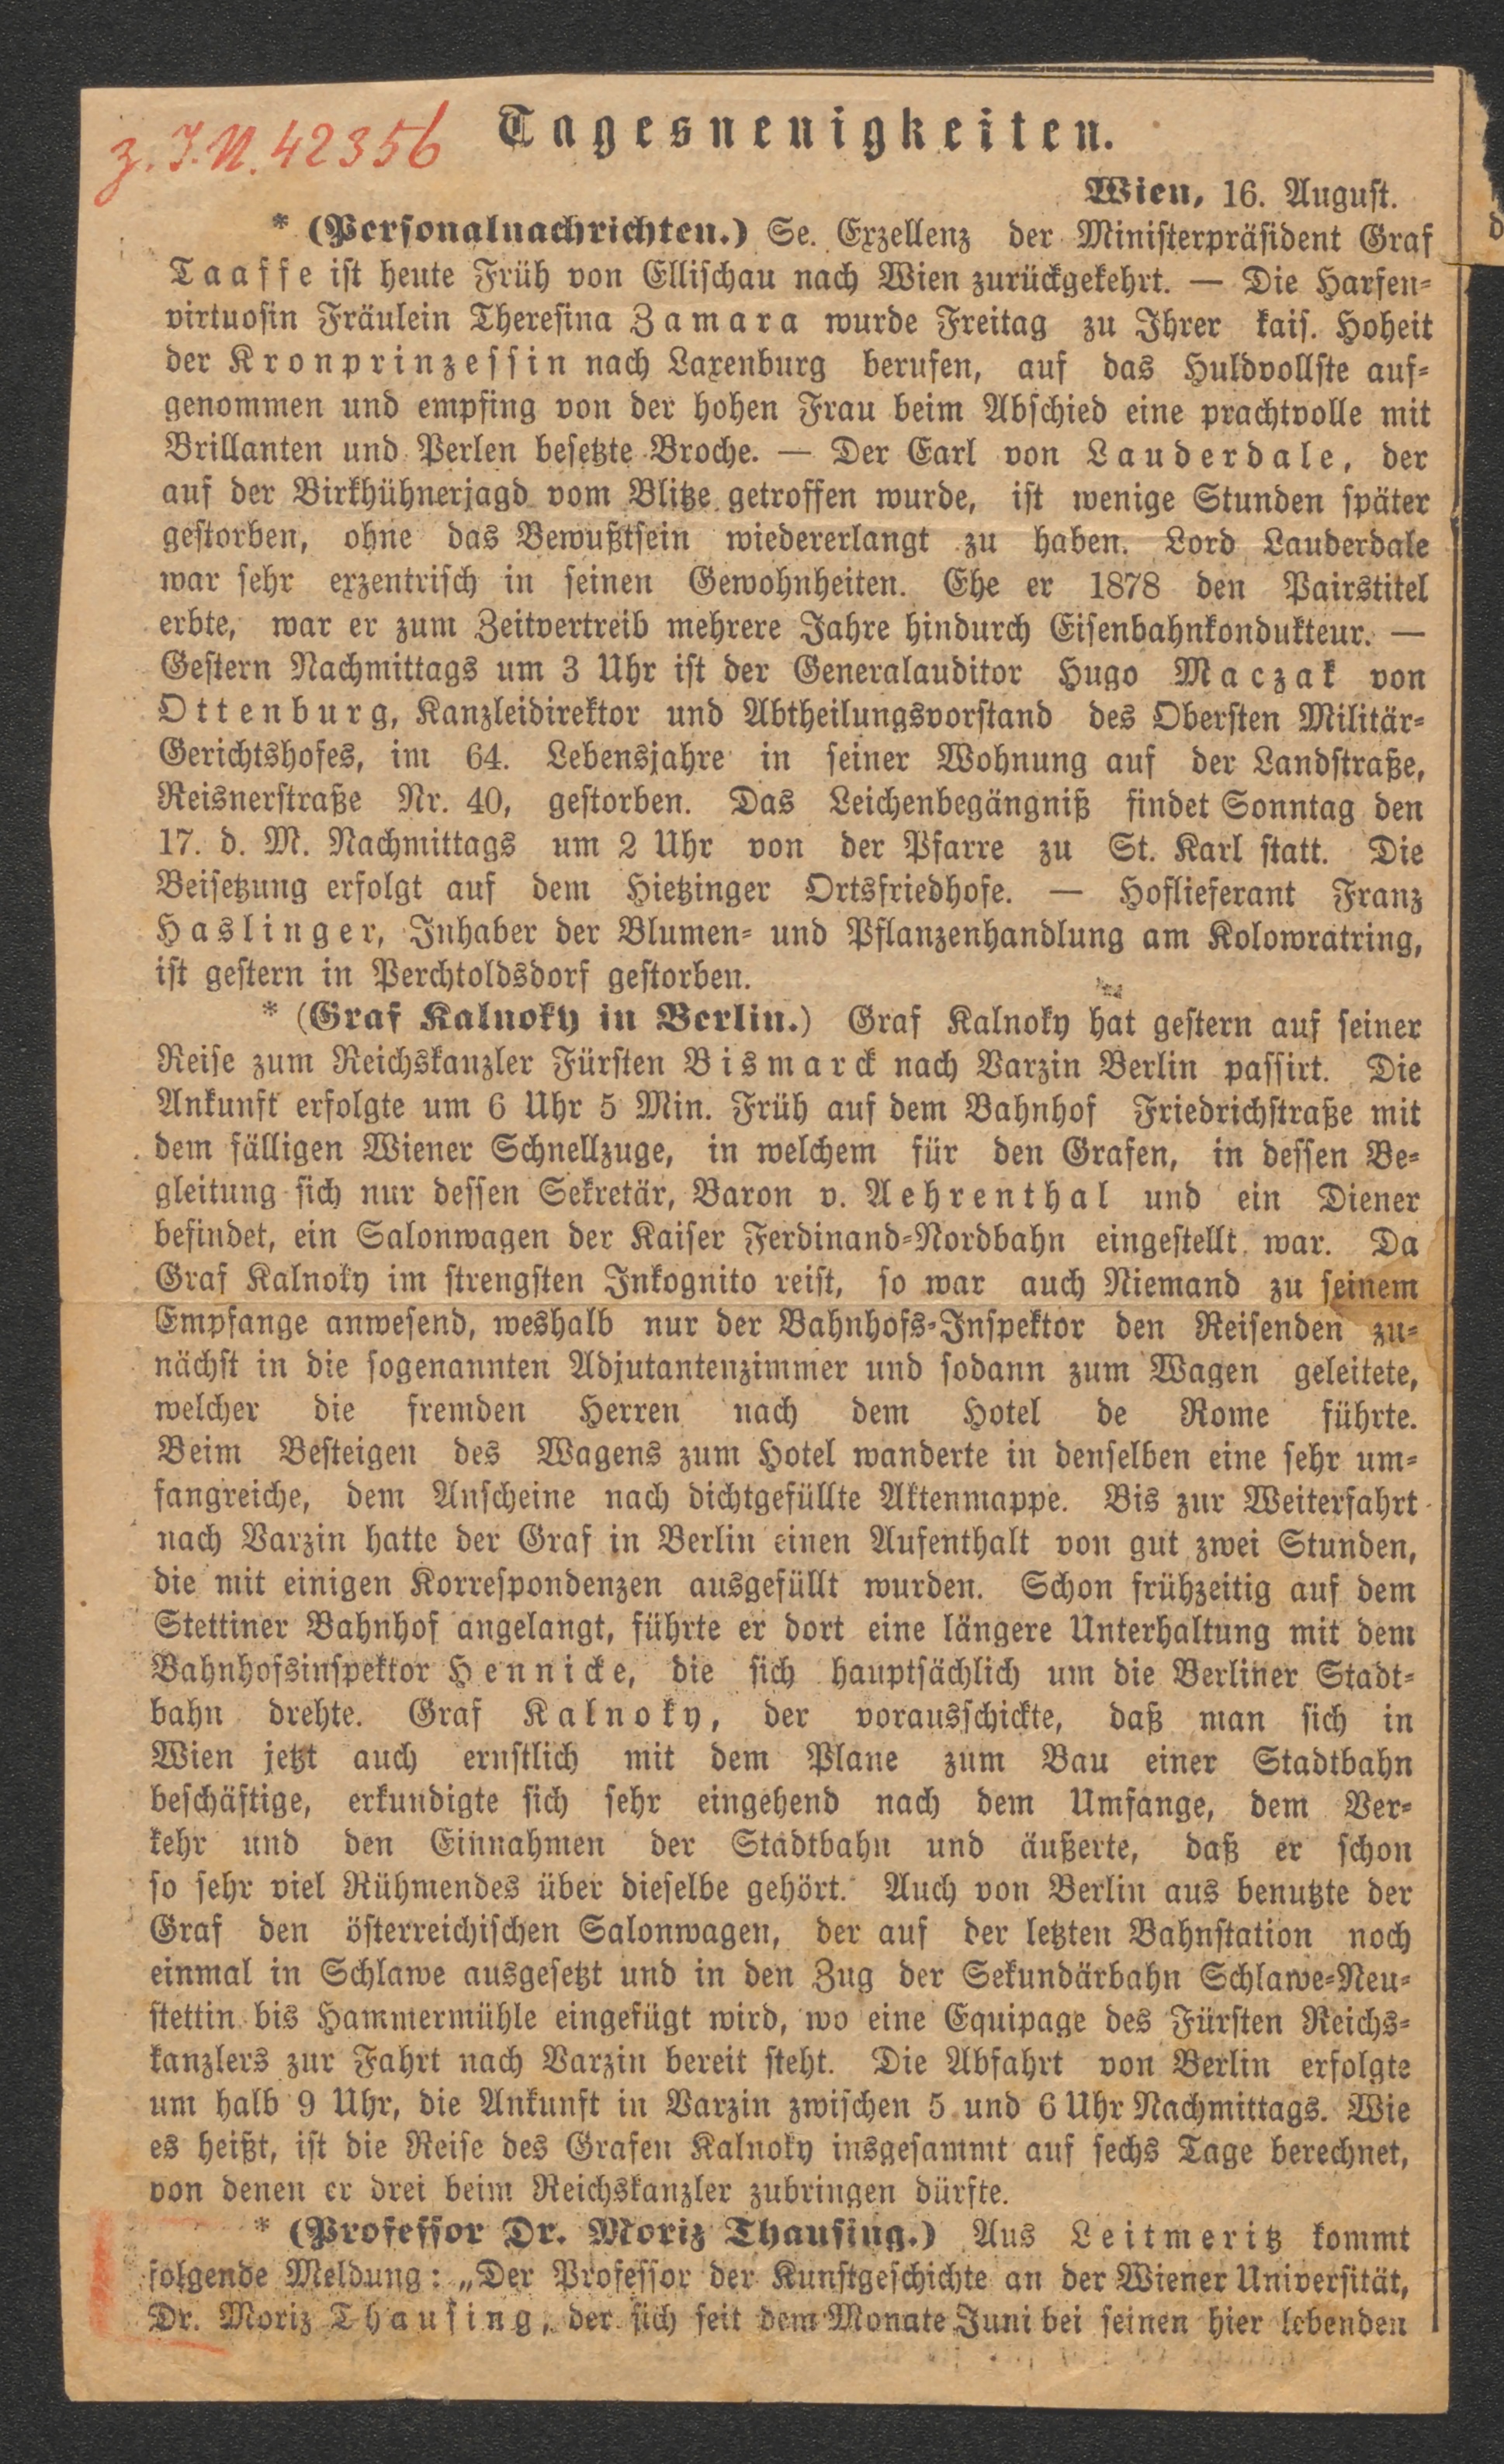 z. I.N. 42356
Tagesneuigkeiten.
Wien, 16. August.
* (Personalnachrichten.) Se. Exzellenz der Ministerpräsident Graf
Taaffe ist heute Früh von Ellischau nach Wien zurückgekehrt. — Die Harfen-
virtuosin Fräulein Theresina Zamara wurde Freitag zu Ihrer kais. Hoheit
der Kronprinzessin nach Laxenburg berufen, auf das Huldvollste auf-
genommen und empfing von der hohen Frau beim Abschied eine prachtvolle mit
Brillanten und Perlen besetzte Broche. — Der Earl von Lauderdale, der
auf der Birkhühnerjagd vom Blitze getroffen wurde, ist wenige Stunden später
gestorben, ohne das Bewußtsein wiedererlangt zu haben. Lord Lauderdale
war sehr exzentrisch in seinen Gewohnheiten. Ehe er 1878 den Pairstitel
erbte, war er zum Zeitvertreib mehrere Jahre hindurch Eisenbahnkondukteur. —
Gestern Nachmittags um 3 Uhr ist der Generalauditor Hugo Maczak von
Ottenburg, Kanzleidirektor und Abtheilungsvorstand des Obersten Militär-
Gerichtshofes, im 64. Lebensjahre in seiner Wohnung auf der Landstraße,
Reisnerstraße Nr. 40, gestorben. Das Leichenbegängniß findet Sonntag den
17. d. M. Nachmittags um 2 Uhr von der Pfarre zu St. Karl statt. Die
Beisetzung erfolgt auf dem Hietzinger Ortsfriedhofe. — Hoflieferant Franz
Haslinger, Inhaber der Blumen- und Pflanzenhandlung am Kolowratring,
ist gestern in Perchtoldsdorf gestorben.
* (Graf Kalnoky in Berlin.) Graf Kalnoky hat gestern auf seiner
Reise zum Reichskanzler Fürsten Bismarck nach Varzin Berlin passirt. Die
Ankunft erfolgte um 6 Uhr 5 Min. Früh auf dem Bahnhof Friedrichstraße mit
dem fälligen Wiener Schnellzuge, in welchem für den Grafen, in dessen Be-
gleitung sich nur dessen Sekretär, Baron v. Aehrenthal und ein Diener
befindet, ein Salonwagen der Kaiser Ferdinand-Nordbahn eingestellt war. Da
Graf Kalnoky im strengsten Inkognito reist, so war auch Niemand zu seinem
Empfange anwesend, weshalb nur der Bahnhofs-Inspektor den Reisenden zu-
nächst in die sogenannten Adjutantenzimmer und sodann zum Wagen geleitete,
welcher die fremden Herren nach dem Hotel de Rome führte.
Beim Besteigen des Wagens zum Hotel wanderte in denselben eine sehr um-
fangreiche, dem Anscheine nach dichtgefüllte Aktenmappe. Bis zur Weiterfahrt
nach Varzin hatte der Graf in Berlin einen Aufenthalt von gut zwei Stunden,
die mit einigen Korrespondenzen ausgefüllt wurden. Schon frühzeitig auf dem
Stettiner Bahnhof angelangt, führte er dort eine längere Unterhaltung mit dem
Bahnhofsinspektor Hennicke, die sich hauptsächlich um die Berliner Stadt-
bahn drehte. Graf Kalnoky, der vorausschickte, daß man sich in
Wien jetzt auch ernstlich mit dem Plane zum Bau einer Stadtbahn
beschäftige, erkundigte sich sehr eingehend nach dem Umfange, dem Ver-
kehr und den Einnahmen der Stadtbahn und äußerte, daß er schon
so sehr viel Rühmendes über dieselbe gehört. Auch von Berlin aus benutzte der
Graf den österreichischen Salonwagen, der auf der letzten Bahnstation noch
einmal in Schlawe ausgesetzt und in den Zug der Sekundärbahn Schlawe-Neu-
stettin bis Hammermühle eingefügt wird, wo eine Equipage des Fürsten Reichs-
kanzlers zur Fahrt nach Varzin bereit steht. Die Abfahrt von Berlin erfolgte
um halb 9 Uhr, die Ankunft in Varzin zwischen 5 und 6 Uhr Nachmittags. Wie
es heißt, ist die Reise des Grafen Kalnoky insgesammt auf sechs Tage berechnet,
von denen er drei beim Reichskanzler zubringen dürfte.
* (Professor Dr. Moriz Thausing.) Aus Leitmeritz kommt
folgende Meldung: „Der Professor der Kunstgeschichte an der Wiener Universität,
Dr. Moriz Thausing, der sich seit dem Monate Juni bei seinen hier lebenden